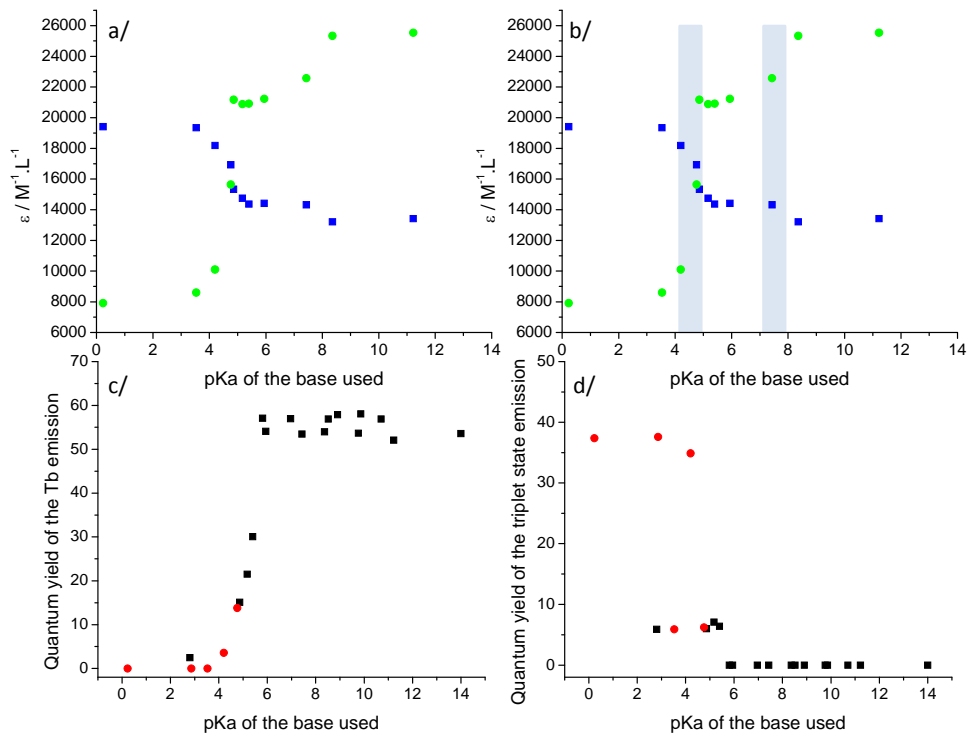 a/
26000
24000
22000
20000
18000
16000
14000
12000
10000
8000
6000
ε / M⁻¹.L⁻¹
0 2 4 6 8 10 12 14
pKa of the base used
b/
26000
24000
22000
20000
18000
16000
14000
12000
10000
8000
6000
ε / M⁻¹.L⁻¹
0 2 4 6 8 10 12 14
pKa of the base used
c/
70
60
50
40
30
20
10
0
Quantum yield of the Tb emission
0 2 4 6 8 10 12 14
pKa of the base used
d/
50
40
30
20
10
0
Quantum yield of the triplet state emission
0 2 4 6 8 10 12 14
pKa of the base used